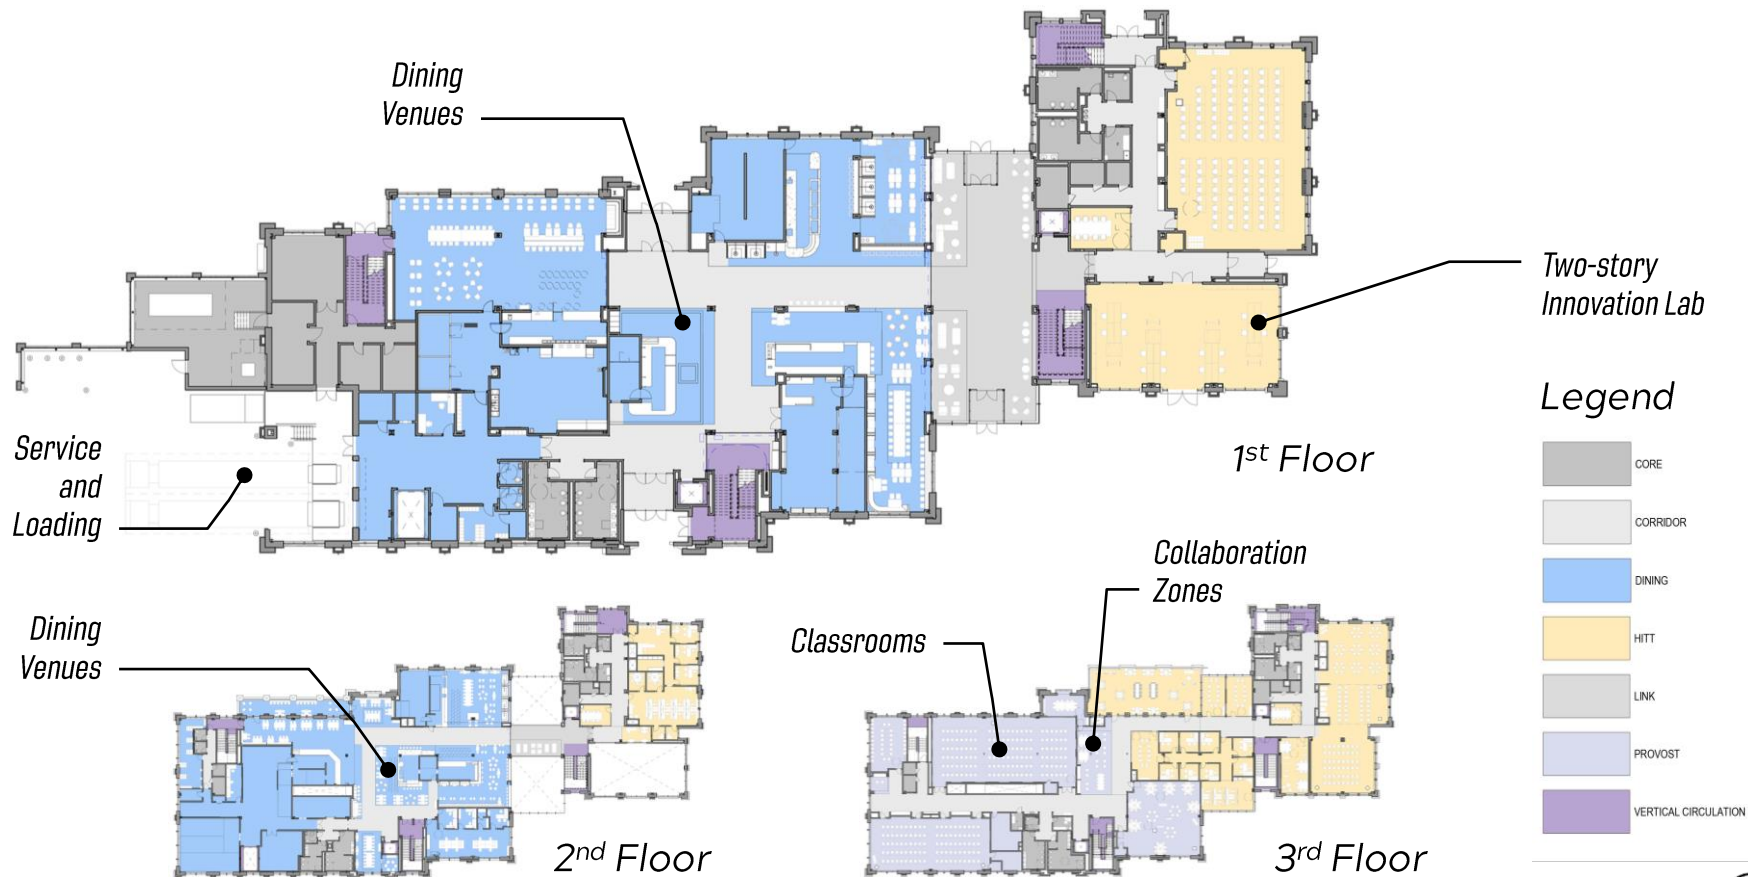 Dining
Venues
Two-story
Innovation Lab
Service
and
Loading
1st Floor
Legend
CORE
CORRIDOR
DINING
HITT
LINK
PROVOST
VERTICAL CIRCULATION
Dining
Venues
2nd Floor
Collaboration
Zones
Classrooms
3rd Floor